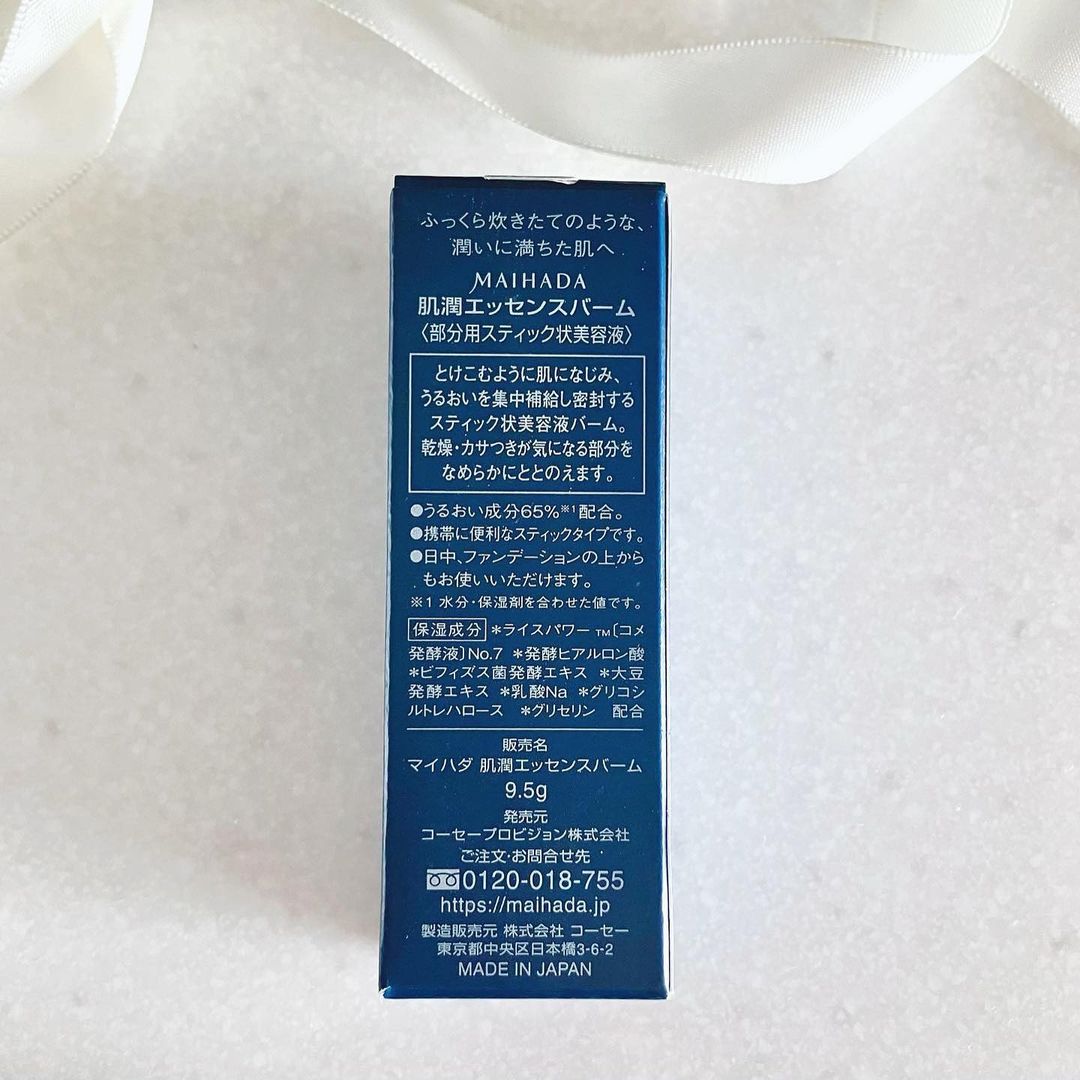 ふっくら炊きたてのような、
潤いに満ちた肌へ
MAIHADA
肌潤エッセンスバーム
〈部分用スティック状美容液〉
とけこむように肌になじみ、
うるおいを集中補給し密封する
スティック状美容液バーム。
乾燥・カサつきが気になる部分を
なめらかにととのえます。
●うるおい成分65%※1配合。
●携帯に便利なスティックタイプです。
●日中、ファンデーションの上から
もお使いいただけます。
※1 水分・保湿剤を合わせた値です。
保湿成分 *ライスパワー™〔コメ
発酵液〕No.7 *発酵ヒアルロン酸
*ビフィズス菌発酵エキス *大豆
発酵エキス *乳酸Na *グリコシ
ルトレハロース *グリセリン 配合
販売名
マイハダ 肌潤エッセンスバーム
9.5g
発売元
コーセープロビジョン株式会社
ご注文・お問合せ先
0120-018-755
https://maihada.jp
製造販売元 株式会社 コーセー
東京都中央区日本橋3-6-2
MADE IN JAPAN